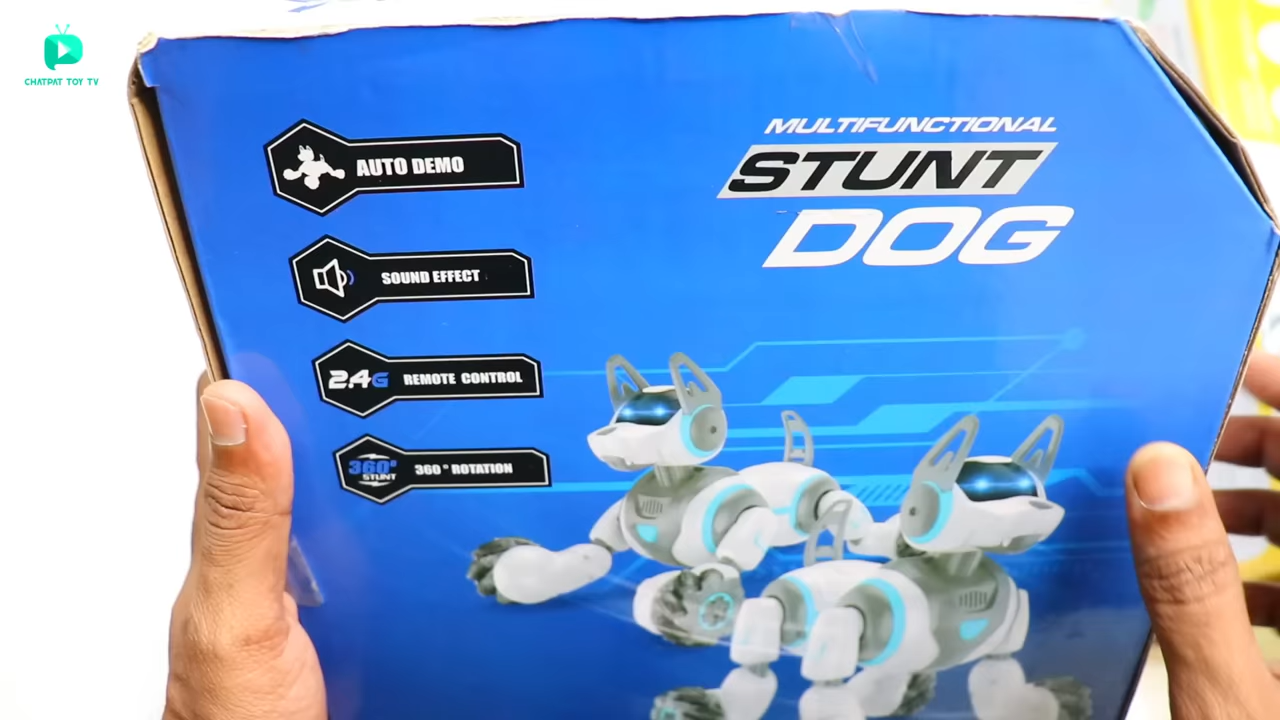 CHATPAT TOY TV
MULTIFUNCTIONAL
STUNT
DOG
AUTO DEMO
SOUND EFFECT
2.4G REMOTE CONTROL
360°
STUNT
360° ROTATION